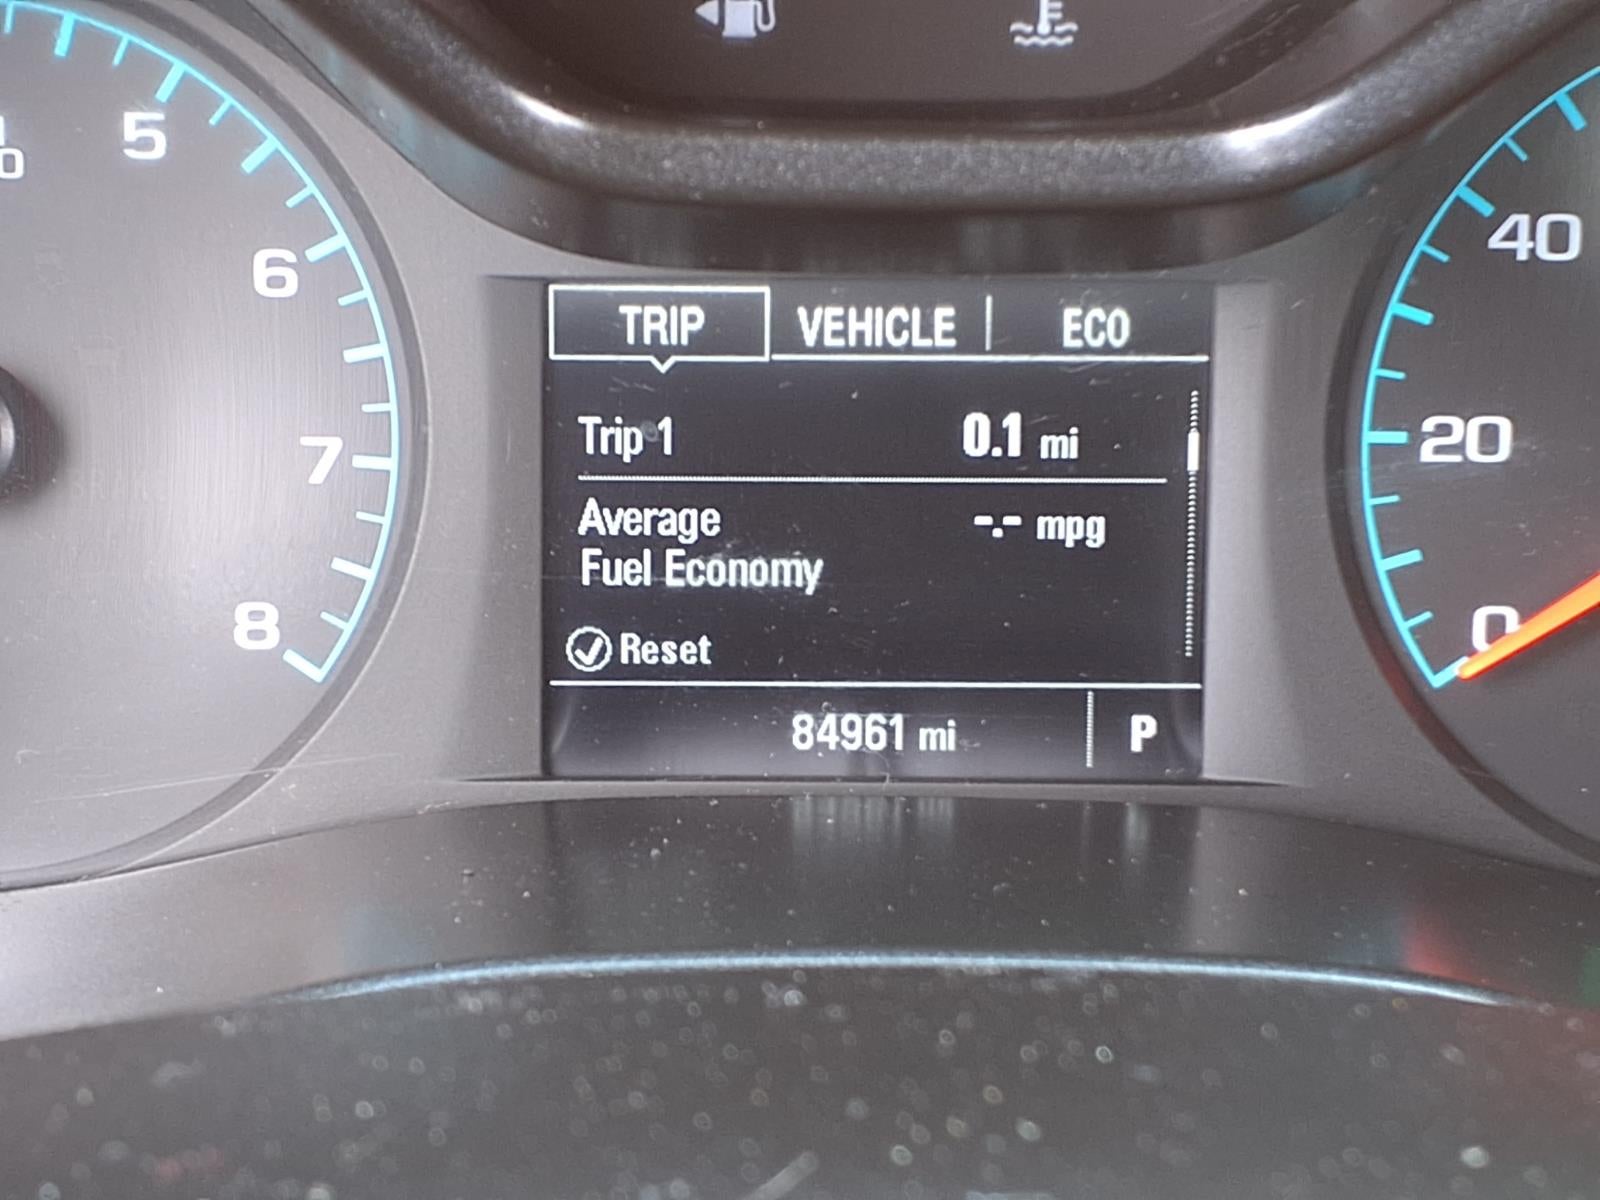 5
6
7
8
TRIP VEHICLE ECO
Trip 1 0.1 mi
Average -.- mpg
Fuel Economy
Reset
84961 mi P
40
20
0